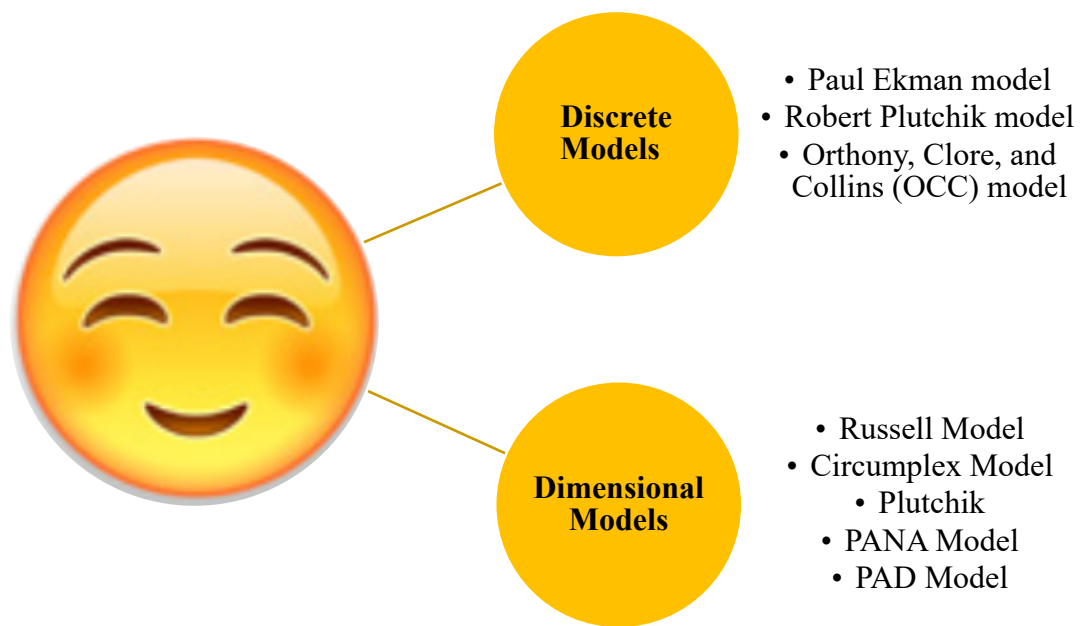 Discrete
Models
• Paul Ekman model
• Robert Plutchik model
• Orthony, Clore, and
Collins (OCC) model
Dimensional
Models
• Russell Model
• Circumplex Model
• Plutchik
• PANA Model
• PAD Model